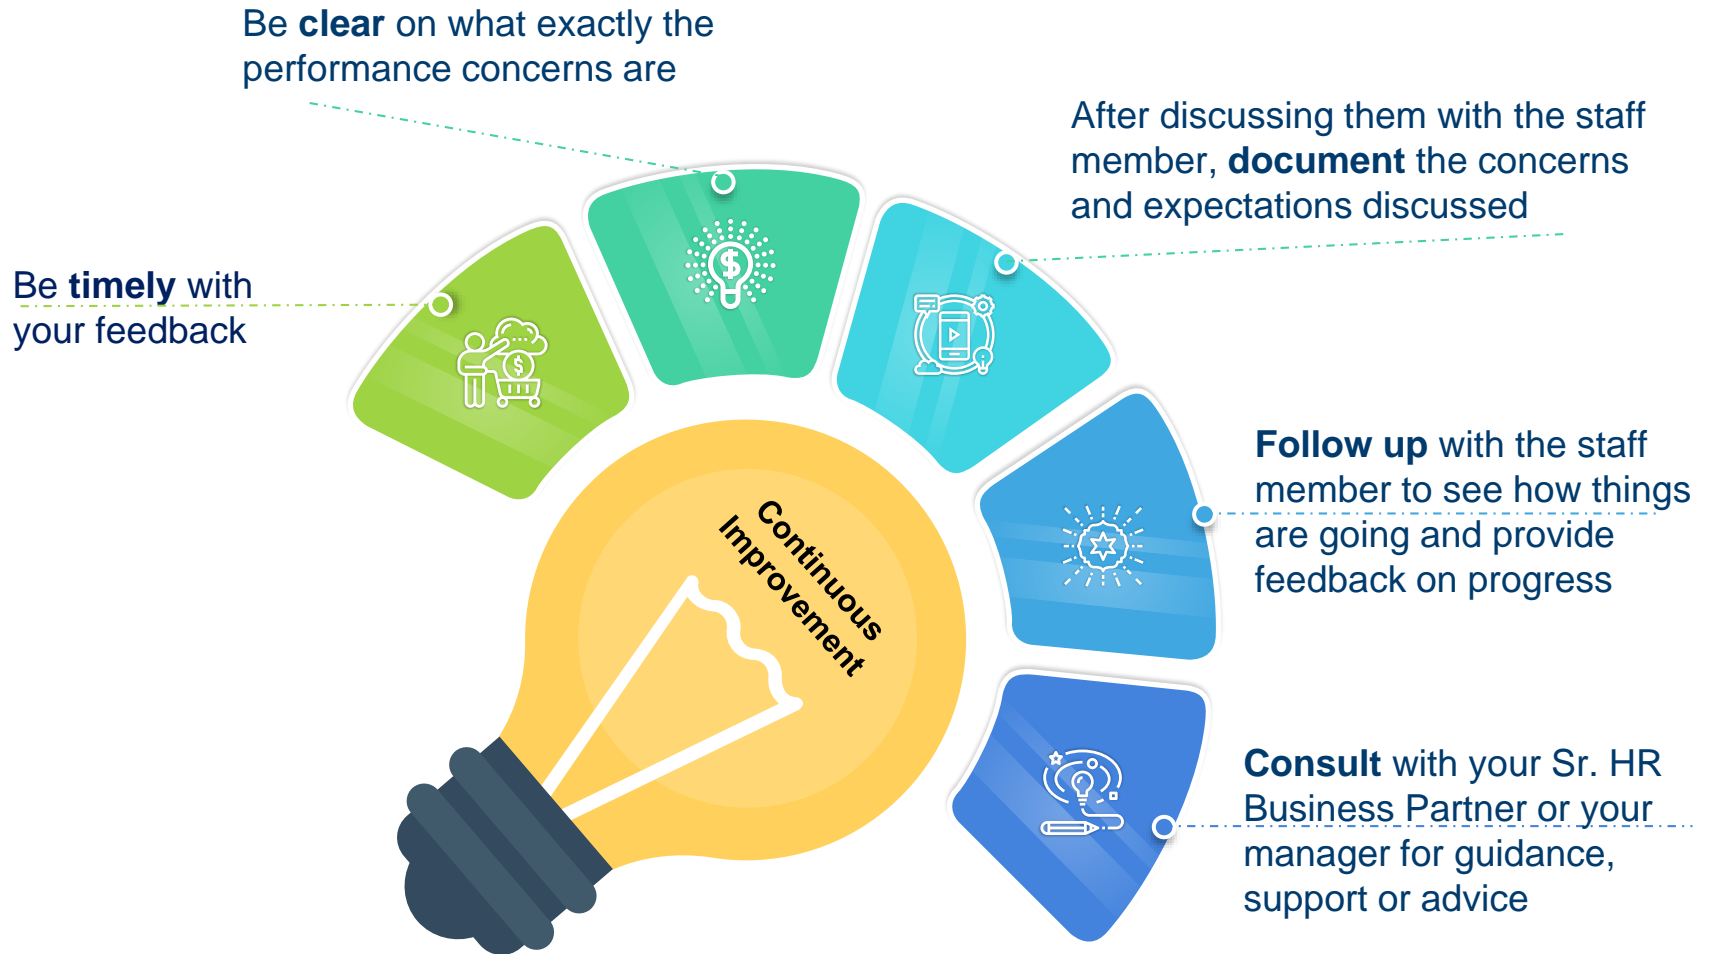 Be clear on what exactly the
performance concerns are
After discussing them with the staff
member, document the concerns
and expectations discussed
Be timely with
your feedback
Follow up with the staff
member to see how things
are going and provide
feedback on progress
Continuous
Improvement
Consult with your Sr. HR
Business Partner or your
manager for guidance,
support or advice